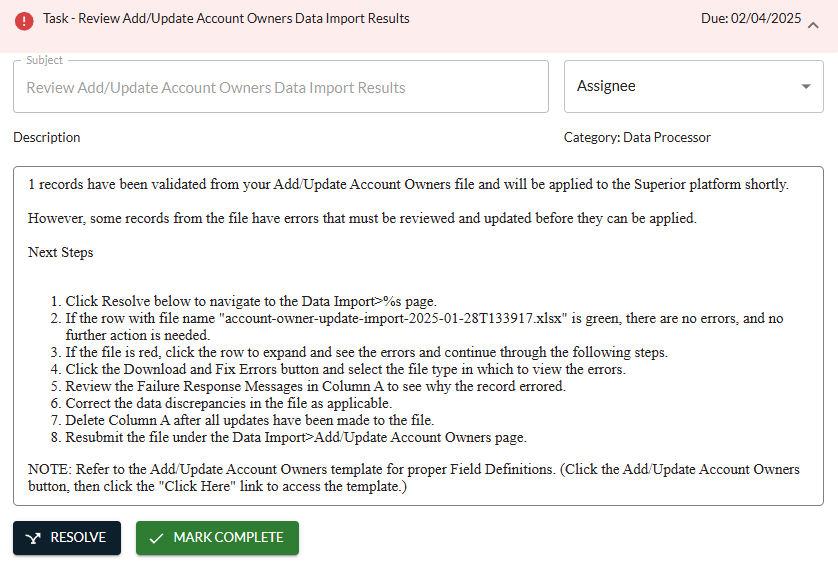 Task - Review Add/Update Account Owners Data Import Results
Due: 02/04/2025
Subject
Review Add/Update Account Owners Data Import Results
Assignee
Description
Category: Data Processor
1 records have been validated from your Add/Update Account Owners file and will be applied to the Superior platform shortly.
However, some records from the file have errors that must be reviewed and updated before they can be applied.
Next Steps
1. Click Resolve below to navigate to the Data Import>%s page.
2. If the row with file name "account-owner-update-import-2025-01-28T133917.xlsx" is green, there are no errors, and no
further action is needed.
3. If the file is red, click the row to expand and see the errors and continue through the following steps.
4. Click the Download and Fix Errors button and select the file type in which to view the errors.
5. Review the Failure Response Messages in Column A to see why the record errored.
6. Correct the data discrepancies in the file as applicable.
7. Delete Column A after all updates have been made to the file.
8. Resubmit the file under the Data Import>Add/Update Account Owners page.
NOTE: Refer to the Add/Update Account Owners template for proper Field Definitions. (Click the Add/Update Account Owners
button, then click the "Click Here" link to access the template.)
RESOLVE
MARK COMPLETE